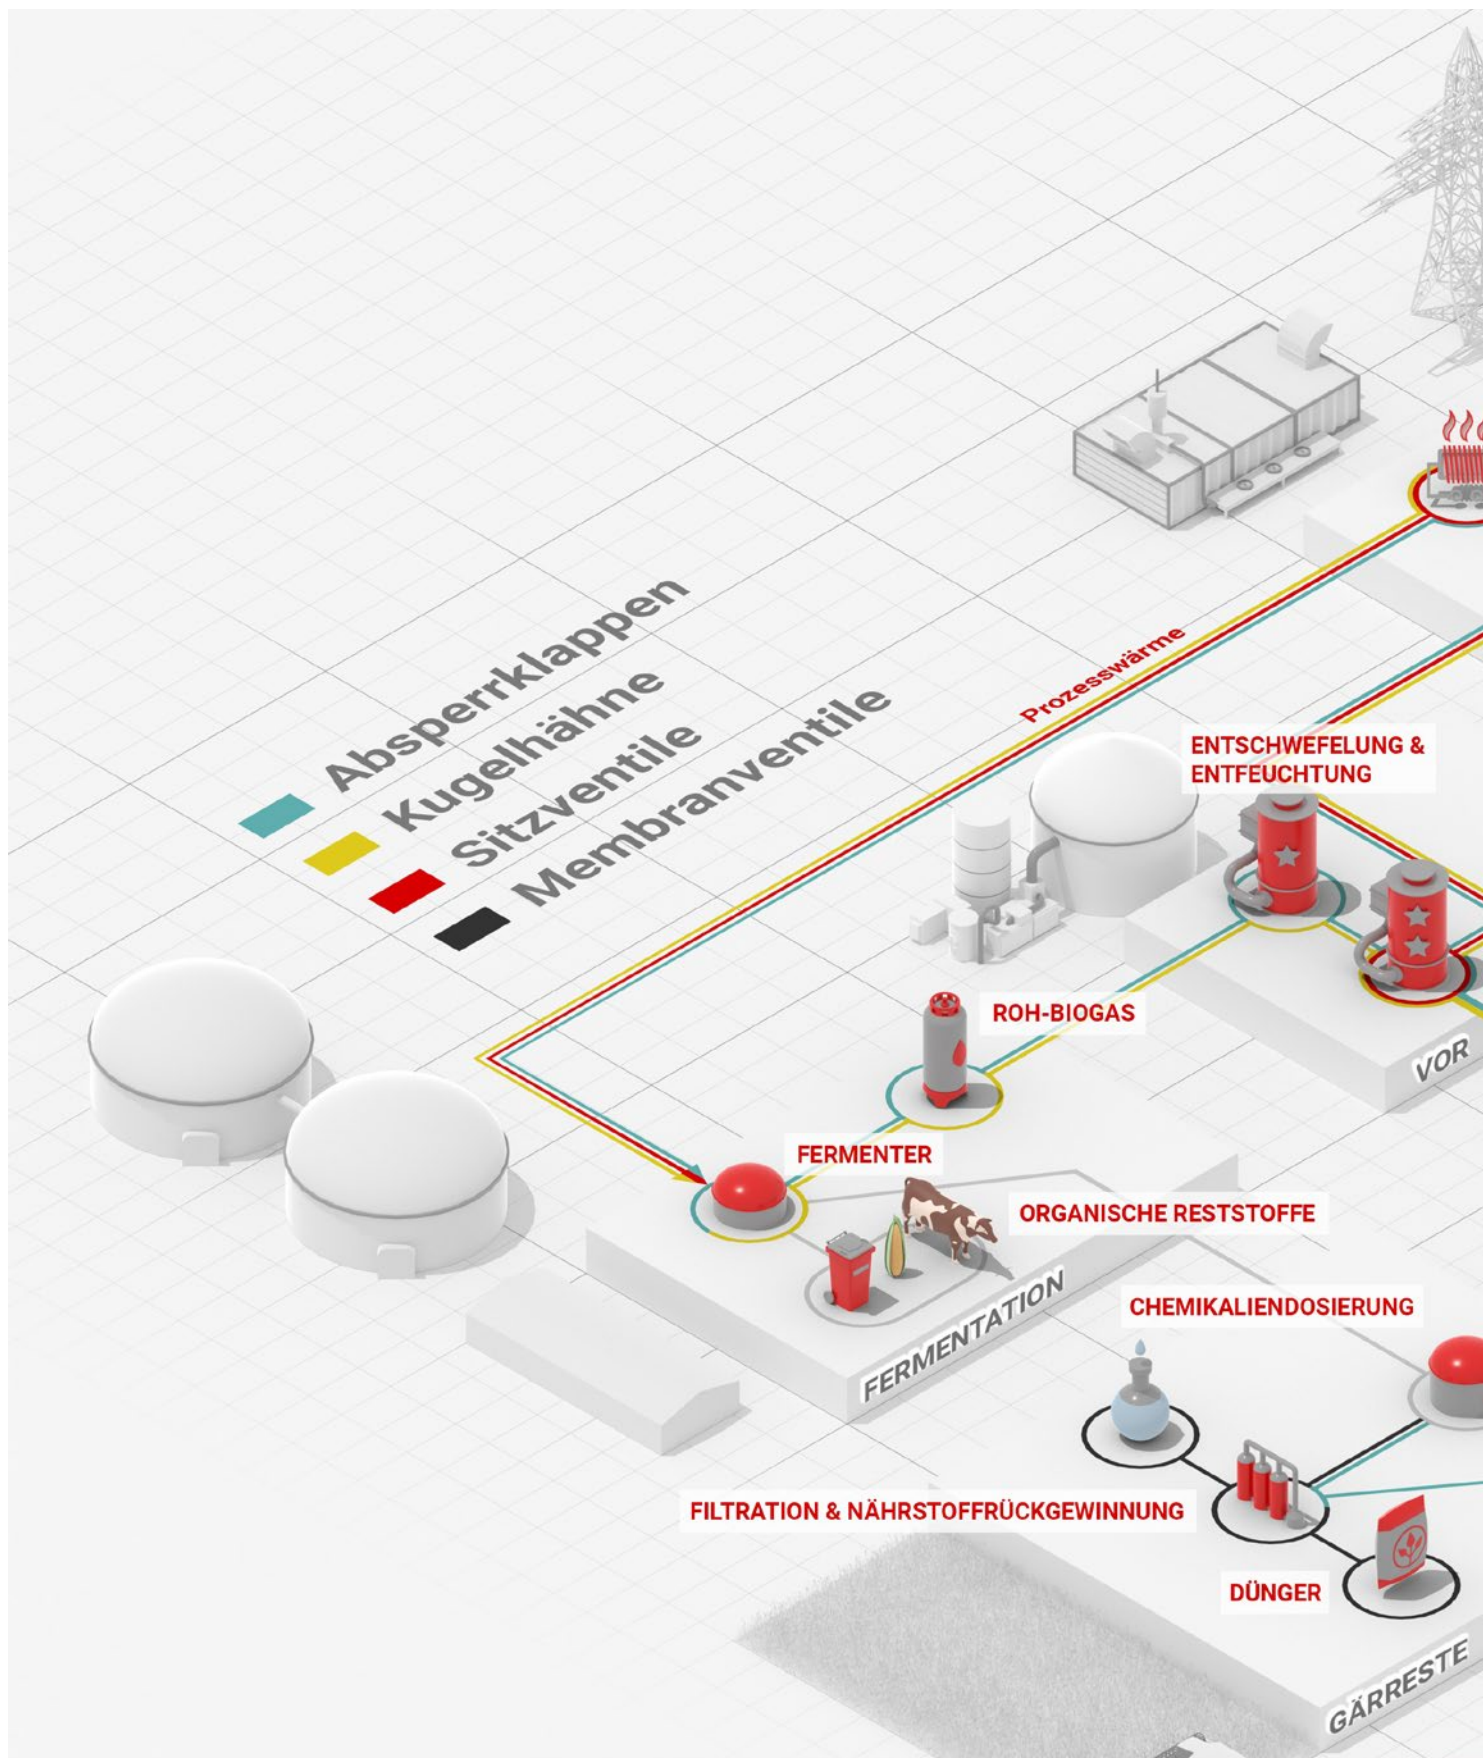 Absperrklappen
Kugelhähne
Sitzventile
Membranventile
Prozesswärme
ENTSCHWEFELUNG &
ENTFEUCHTUNG
ROH-BIOGAS
VOR
FERMENTER
ORGANISCHE RESTSTOFFE
FERMENTATION
CHEMIKALIENDOSIERUNG
FILTRATION & NÄHRSTOFFRÜCKGEWINNUNG
DÜNGER
GÄRRESTE